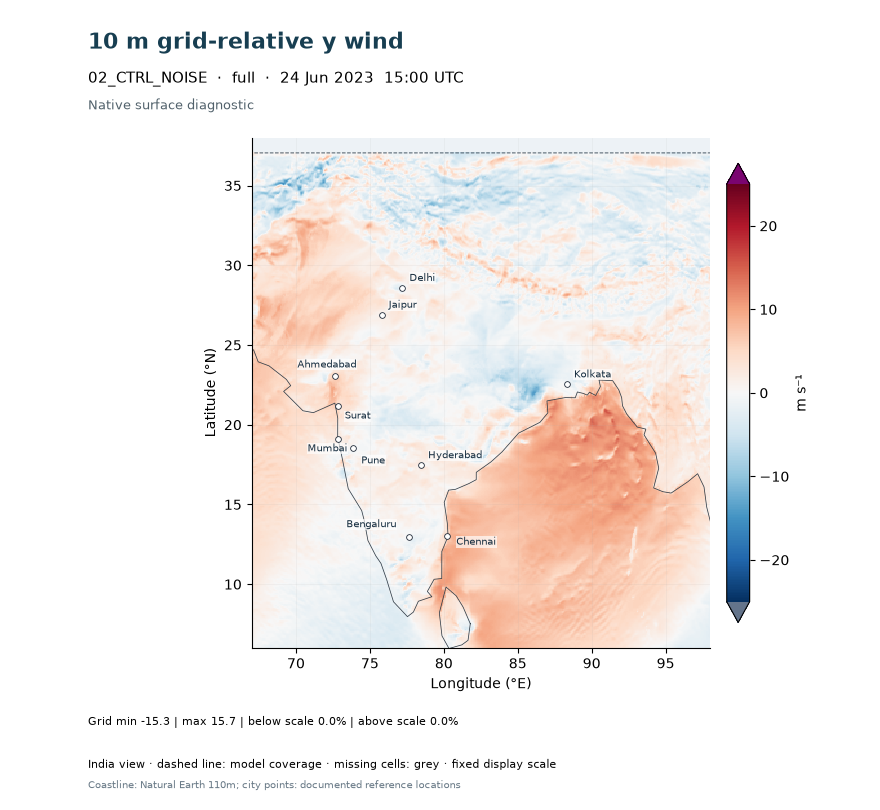 10 m grid-relative y wind
02_CTRL_NOISE · full · 24 Jun 2023 15:00 UTC
Native surface diagnostic
35
30
25
20
15
10
Latitude (°N)
Delhi
Jaipur
Ahmedabad
Kolkata
Surat
Mumbai
Pune
Hyderabad
Bengaluru
Chennai
70 75 80 85 90 95
Longitude (°E)
20
10
0
−10
−20
m s⁻¹
Grid min -15.3 | max 15.7 | below scale 0.0% | above scale 0.0%
India view · dashed line: model coverage · missing cells: grey · fixed display scale
Coastline: Natural Earth 110m; city points: documented reference locations